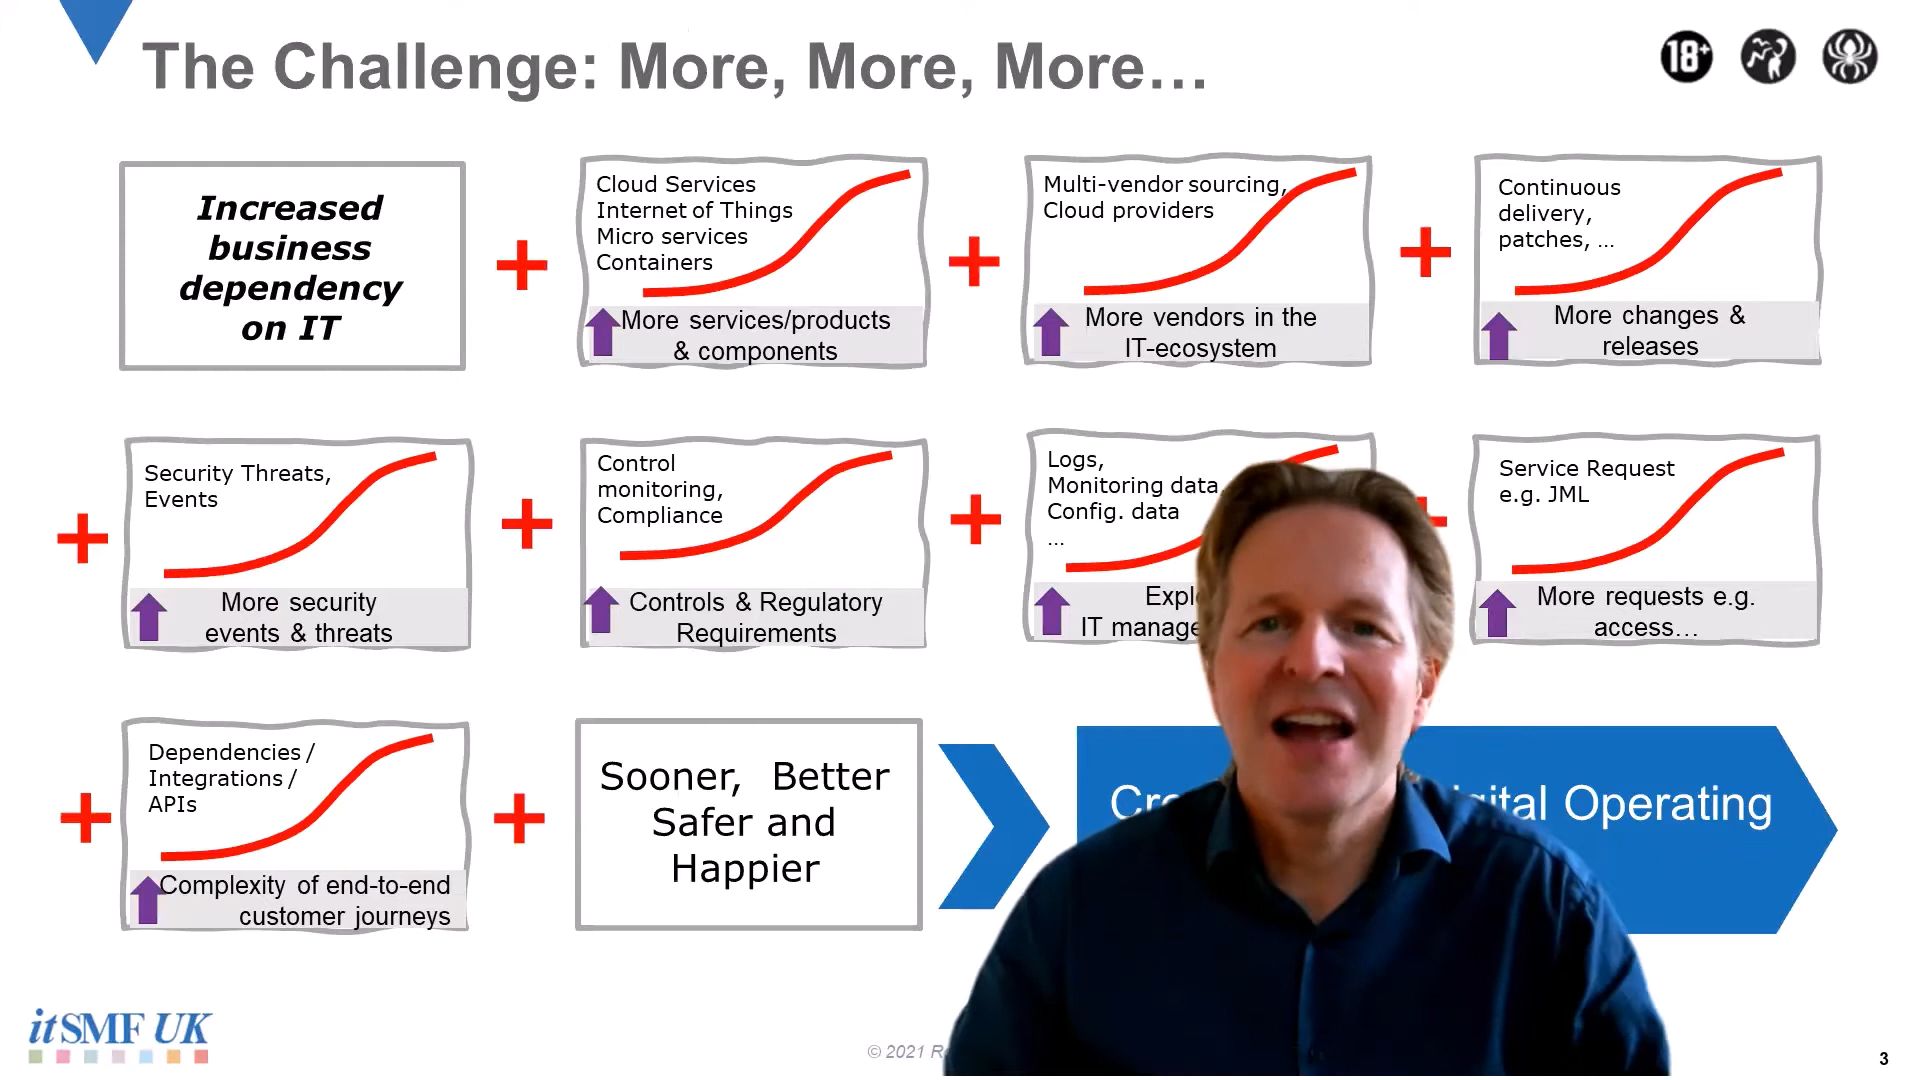 The Challenge: More, More, More…
18+
Increased
business
dependency
on IT
Cloud Services
Internet of Things
Micro services
Containers
More services/products
& components
Multi-vendor sourcing,
Cloud providers
More vendors in the
IT-ecosystem
Continuous
delivery,
patches, …
More changes &
releases
Security Threats,
Events
More security
events & threats
Control
monitoring,
Compliance
Controls & Regulatory
Requirements
Logs,
Monitoring data,
Config. data
…
IT
Service Request
e.g. JML
More requests e.g.
access…
Dependencies /
Integrations /
APIs
Complexity of end-to-end
customer journeys
Sooner, Better
Safer and
Happier
Operating
itSMF UK
© 2021
3